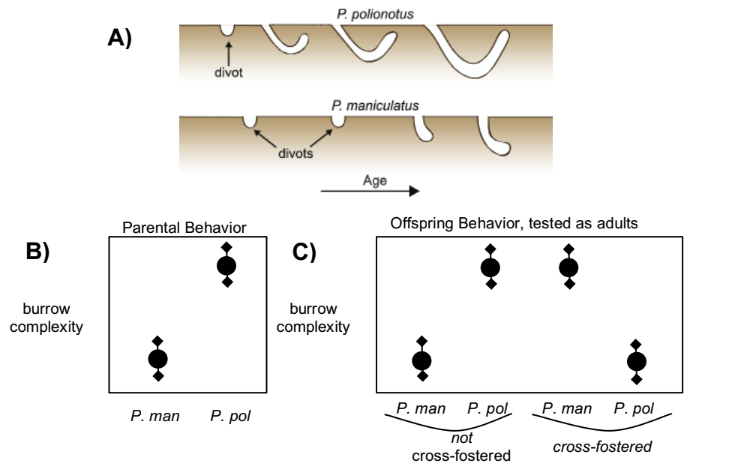 P. polionotus
A)
divot
P. maniculatus
divots
Age
Parental Behavior
B)
burrow
complexity
P. man P. pol
Offspring Behavior, tested as adults
C)
burrow
complexity
P. man P. pol P. man P. pol
not
cross-fostered
cross-fostered